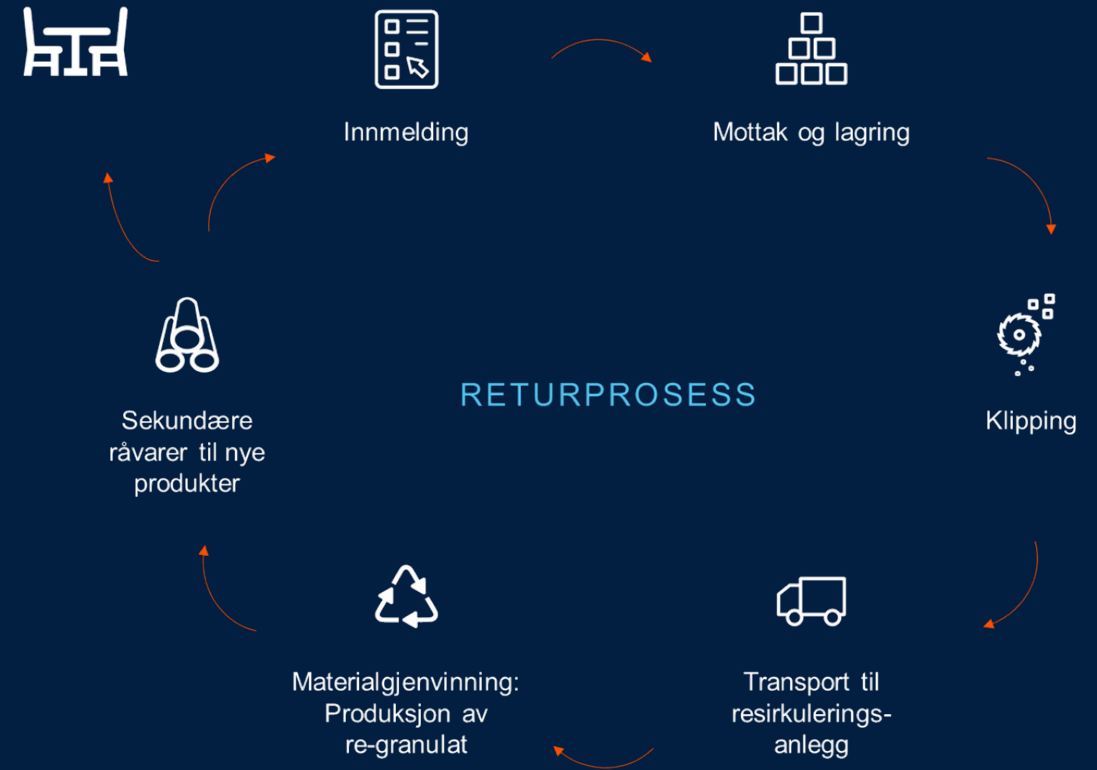 Innmelding
Mottak og lagring
Klipping
Transport til
resirkulerings-
anlegg
Materialgjenvinning:
Produksjon av
re-granulat
Sekundære
råvarer til nye
produkter
RETURPROSESS